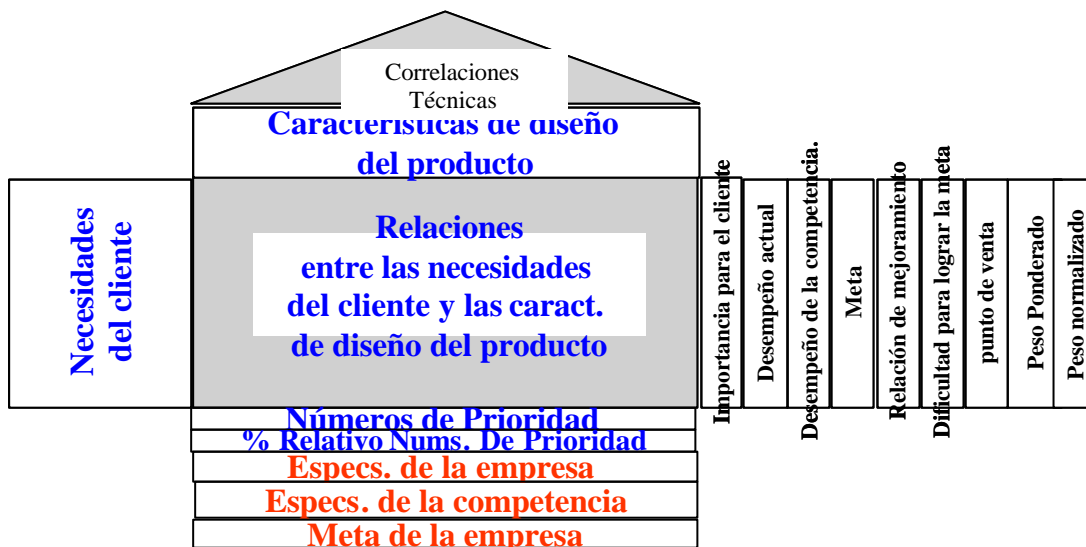 Correlaciones
Técnicas
Características de diseño
del producto
Necesidades
del cliente
Relaciones
entre las necesidades
del cliente y las caract.
de diseño del producto
Importancia para el cliente
Desempeño actual
Desempeño de la competencia.
Meta
Relación de mejoramiento
Dificultad para lograr la meta
punto de venta
Peso Ponderado
Peso normalizado
Números de Prioridad
% Relativo Nums. De Prioridad
Especs. de la empresa
Especs. de la competencia
Meta de la empresa